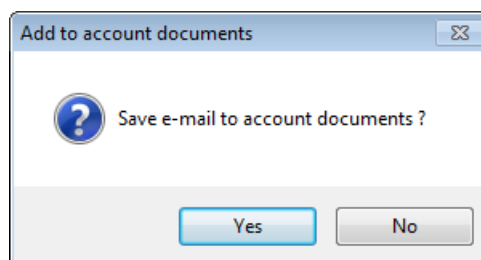 Add to account documents
Save e-mail to account documents ?
Yes
No